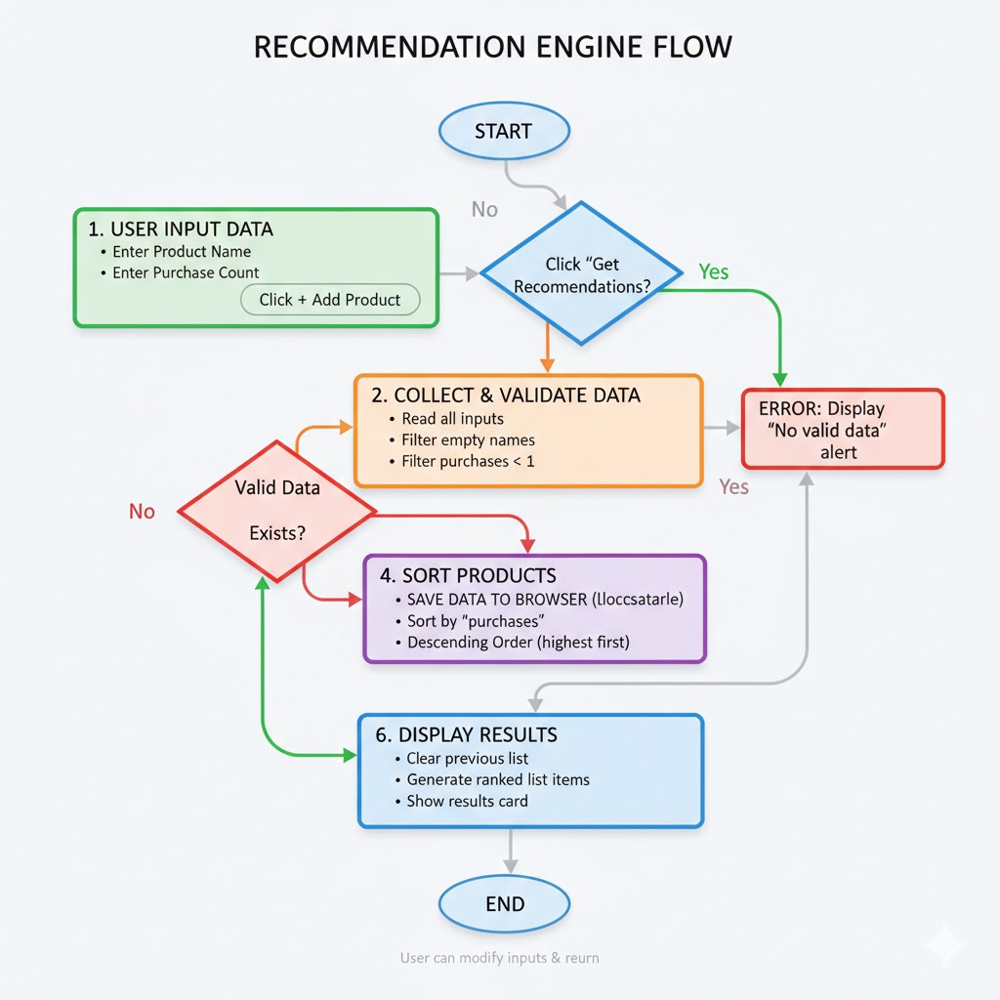 RECOMMENDATION ENGINE FLOW
START
No
1. USER INPUT DATA
• Enter Product Name
• Enter Purchase Count
Click + Add Product
Click “Get
Recomendations?
Yes
2. COLLECT & VALIDATE DATA
• Read all inputs
• Filter empty names
• Filter purchases < 1
ERROR: Display
“No valid data”
alert
Yes
Valid Data
Exists?
No
4. SORT PRODUCTS
• SAVE DATA TO BROWSER (lloccsatarle)
• Sort by “purchases”
• Descending Order (highest first)
6. DISPLAY RESULTS
• Clear previous list
• Generate ranked list items
• Show results card
END
User can modify inputs & reurn